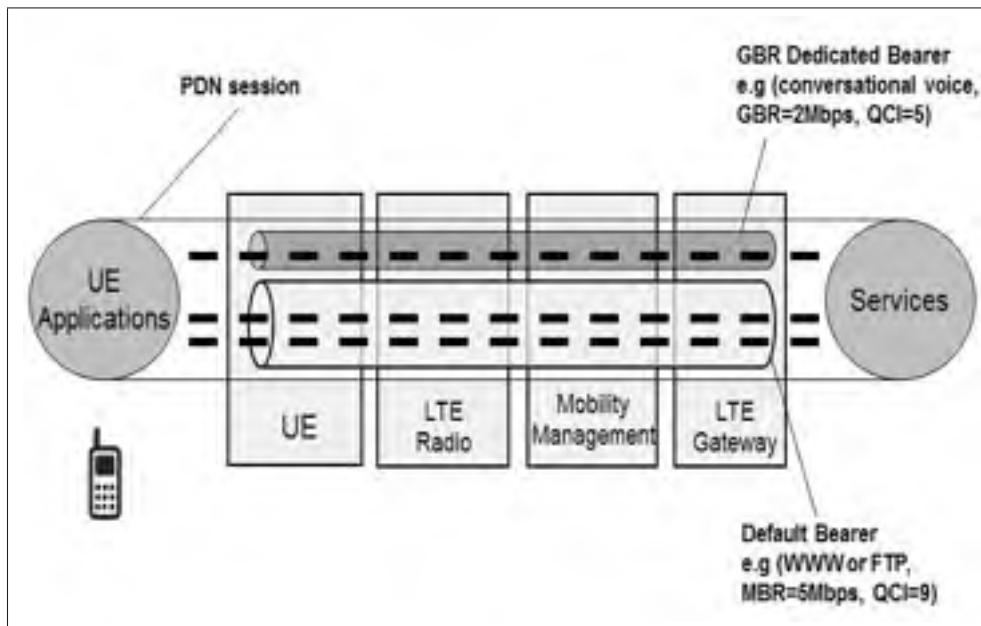 GBR Dedicated Bearer
e.g (conversational voice,
GBR=2Mbps, QCI=5)
PDN session
UE
Applications
Services
UE
LTE
Radio
Mobility
Management
LTE
Gateway
Default Bearer
e.g (WWW or FTP,
MBR=5Mbps, QCI=9)